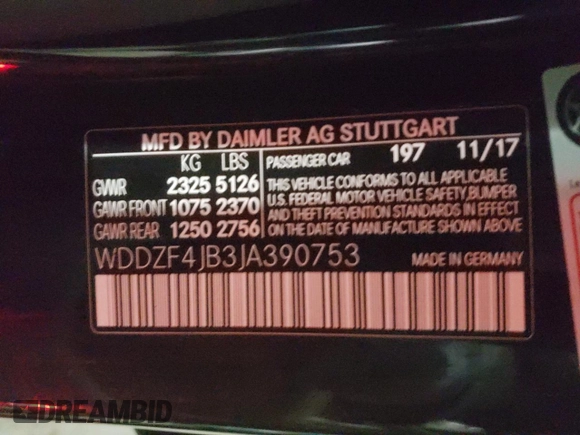 MFD BY DAIMLER AG STUTTGART
KG LBS
GVWR 2325 5126
GAWR FRONT 1075 2370
GAWR REAR 1250 2756
PASSENGER CAR 197 11/17
THIS VEHICLE CONFORMS TO ALL APPLICABLE
U.S. FEDERAL MOTOR VEHICLE SAFETY, BUMPER
AND THEFT PREVENTION STANDARDS IN EFFECT
ON THE DATE OF MANUFACTURE SHOWN ABOVE
WDDZF4JB3JA390753 MADE IN GERMANY
DREAMBID